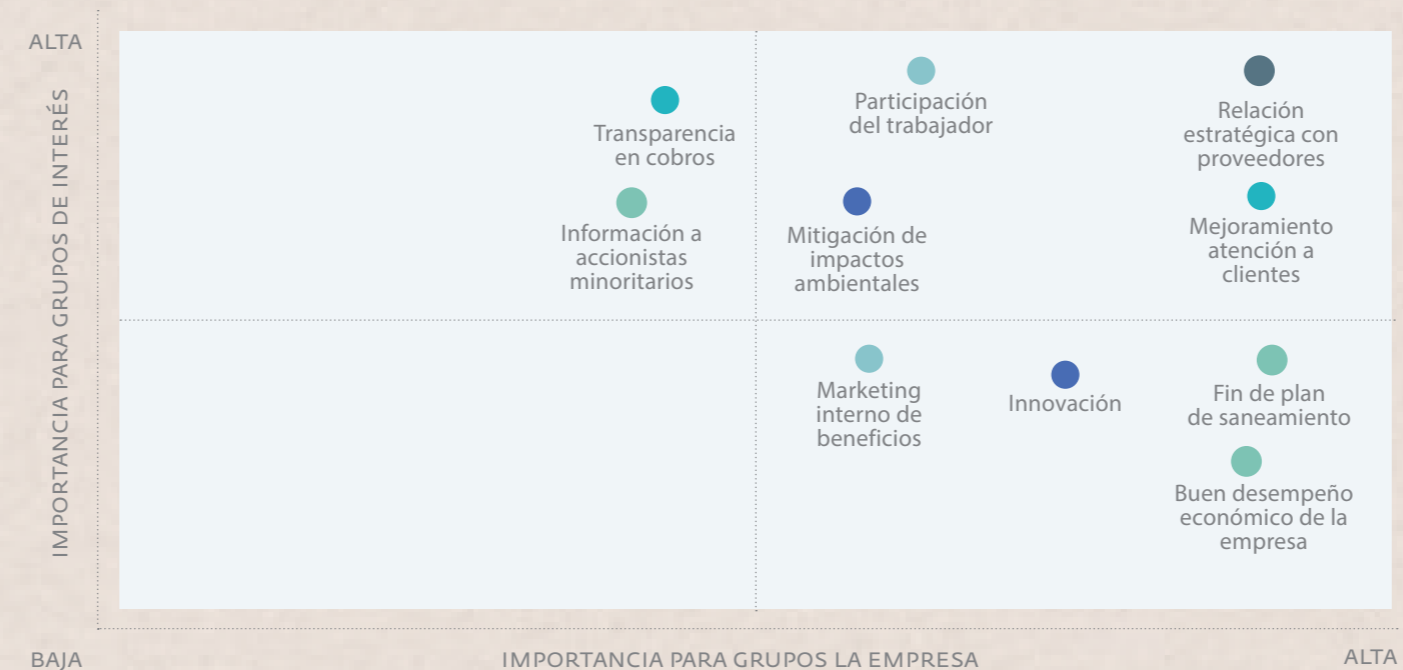 ALTA
IMPORTANCIA PARA GRUPOS DE INTERÉS
Transparencia
en cobros
Participación
del trabajador
Relación
estratégica con
proveedores
Información a
accionistas
minoritarios
Mitigación de
impactos
ambientales
Mejoramiento
atención a
clientes
Marketing
interno de
beneficios
Innovación
Fin de plan
de saneamiento
Buen desempeño
económico de la
empresa
BAJA
IMPORTANCIA PARA GRUPOS LA EMPRESA
ALTA